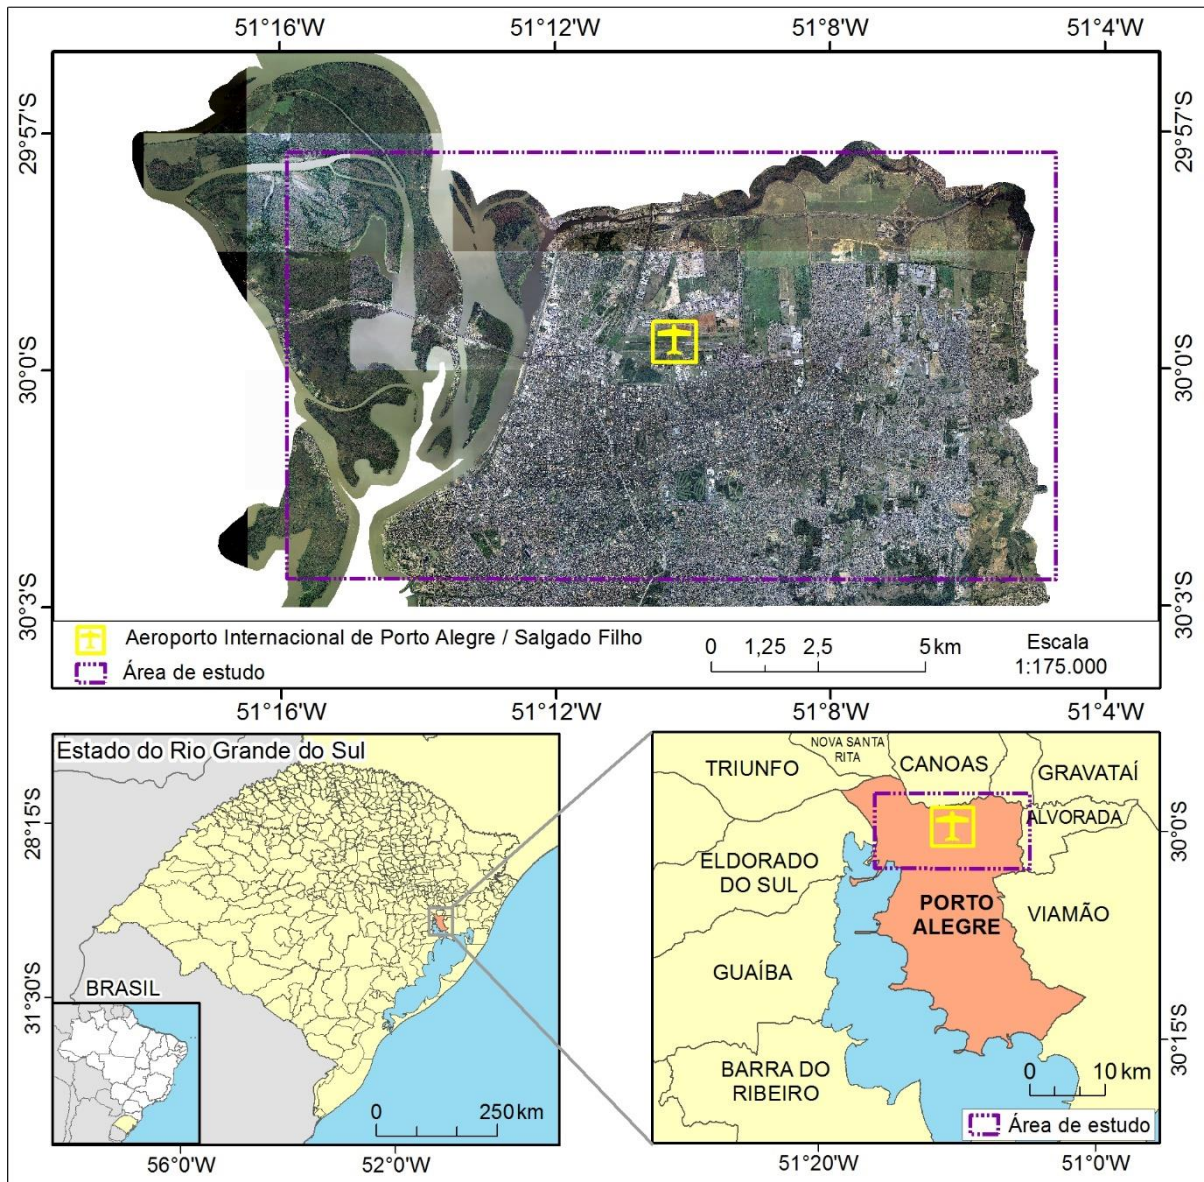 51°16'W
51°12'W
51°8'W
51°4'W
29°57'S
29°57'S
30°0'S
30°0'S
30°3'S
30°3'S
Aeroporto Internacional de Porto Alegre / Salgado Filho
Área de estudo
0 1,25 2,5 5 km
Escala
1:175.000
51°16'W
51°12'W
51°8'W
51°4'W
Estado do Rio Grande do Sul
28°15'S
31°30'S
BRASIL
0 250 km
56°0'W
52°0'W
NOVA SANTA
RITA
TRIUNFO
CANOAS
GRAVATAÍ
ALVORADA
30°0'S
ELDORADO
DO SUL
PORTO
ALEGRE
VIAMÃO
GUAÍBA
30°15'S
BARRA DO
RIBEIRO
0 10 km
Área de estudo
51°20'W
51°0'W